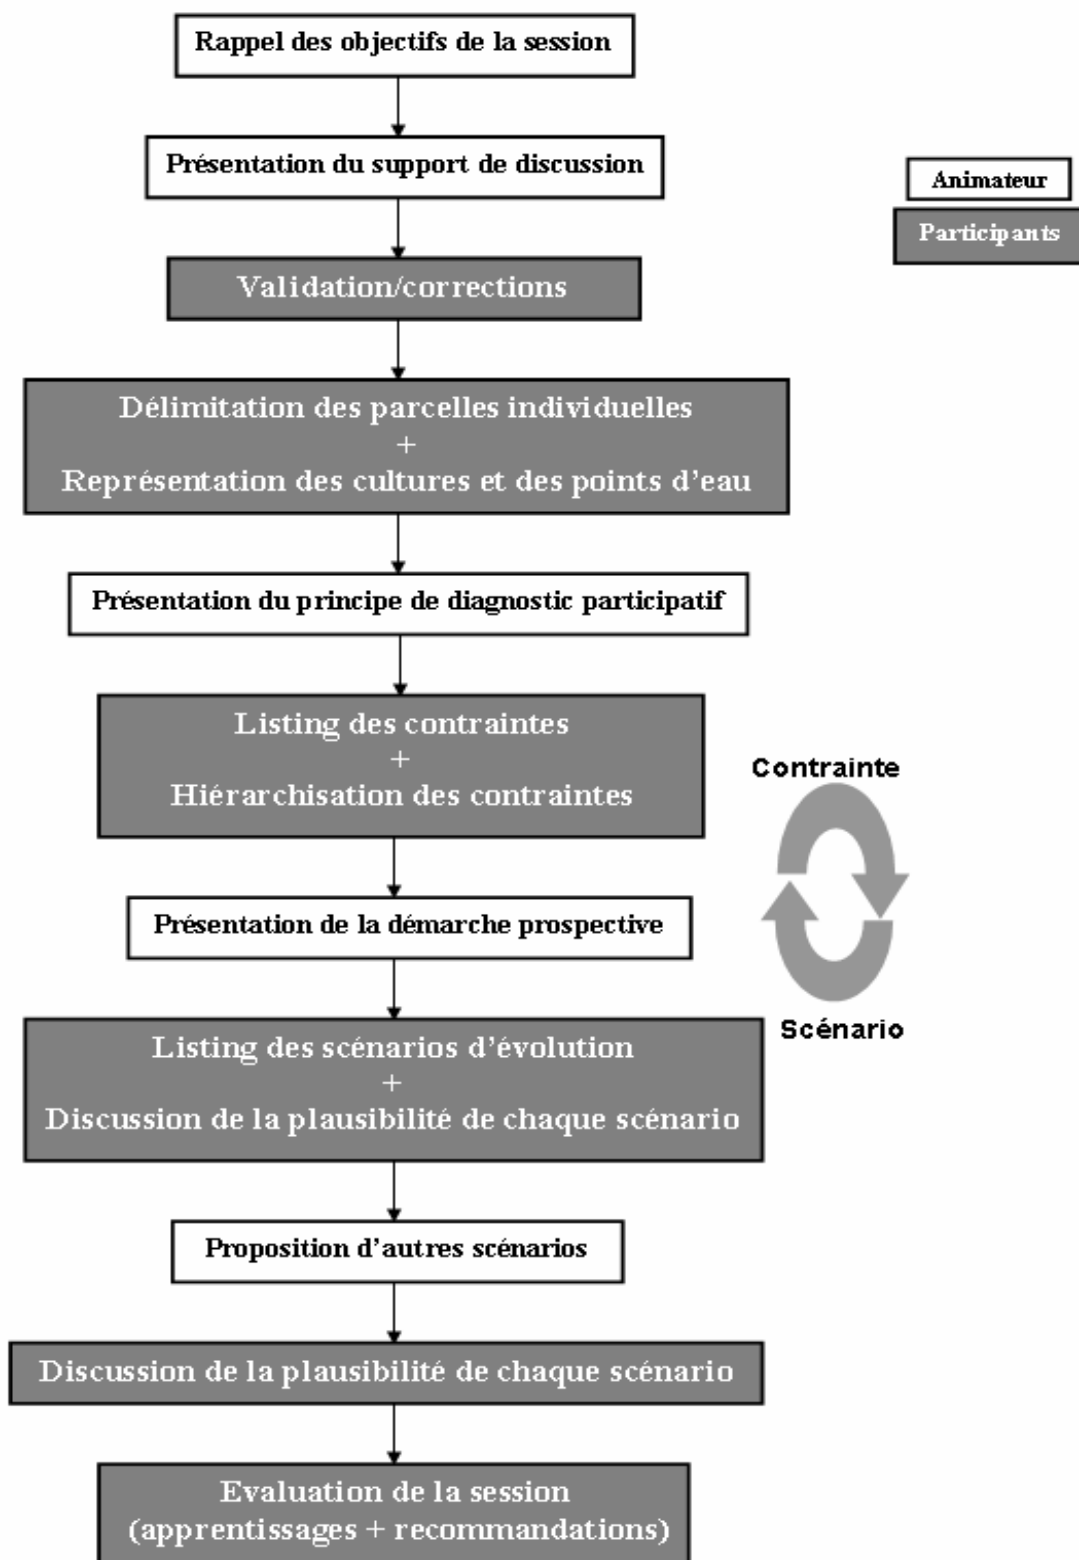 Rappel des objectifs de la session
Présentation du support de discussion
Animateur
Participants
Validation/corrections
Délimitation des parcelles individuelles
+
Représentation des cultures et des points d’eau
Présentation du principe de diagnostic participatif
Listing des contraintes
+
Hiérarchisation des contraintes
Contrainte
Présentation de la démarche prospective
Scénario
Listing des scénarios d’évolution
+
Discussion de la plausibilité de chaque scénario
Proposition d’autres scénarios
Discussion de la plausibilité de chaque scénario
Evaluation de la session
(apprentissages + recommandations)